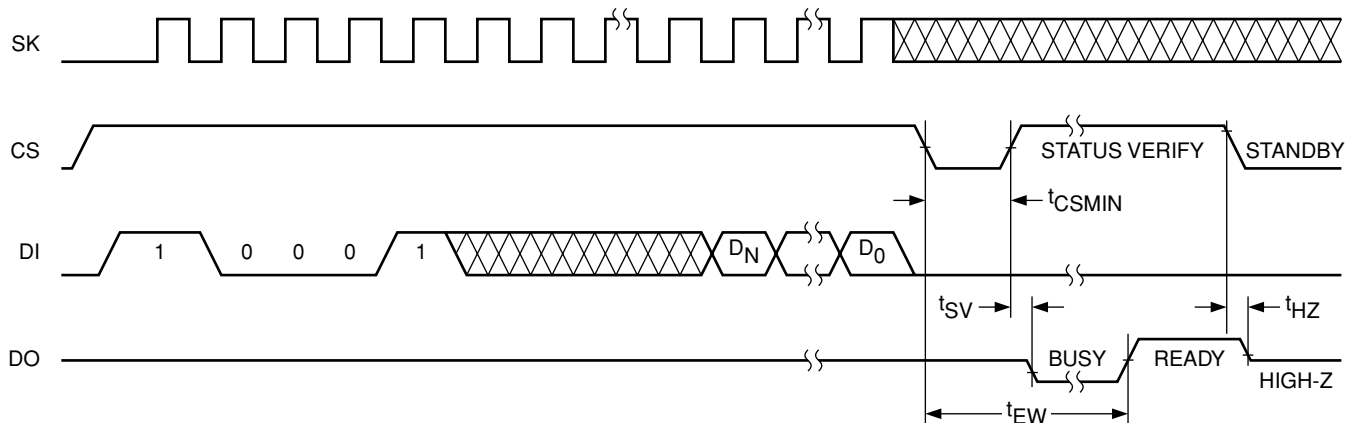 SK
CS
STATUS VERIFY
STANDBY
tCSMIN
DI
1
0
0
0
1
DN
D0
tSV
tHZ
DO
BUSY
READY
HIGH-Z
tEW